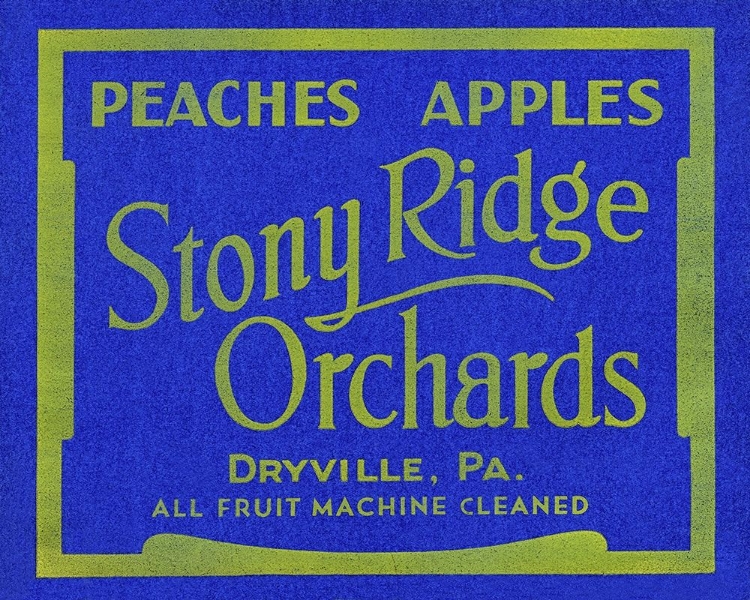 PEACHES APPLES
Stony Ridge
Orchards
DRYVILLE, PA.
ALL FRUIT MACHINE CLEANED